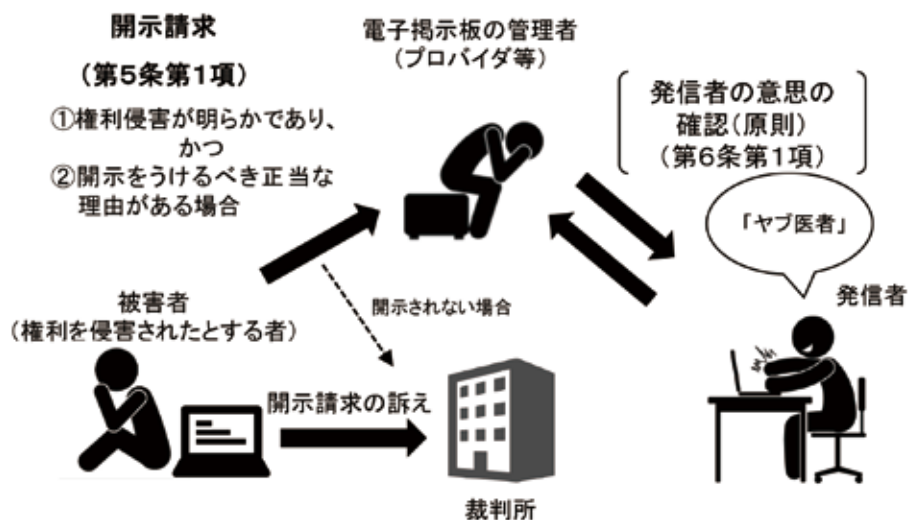 開示請求
（第５条第１項）
①権利侵害が明らかであり、
かつ
②開示をうけるべき正当な
理由がある場合
電子掲示板の管理者
（プロバイダ等）
発信者の意思の
確認（原則）
（第６条第１項）
「ヤブ医者」
発信者
被害者
（権利を侵害されたとする者）
開示されない場合
開示請求の訴え
裁判所